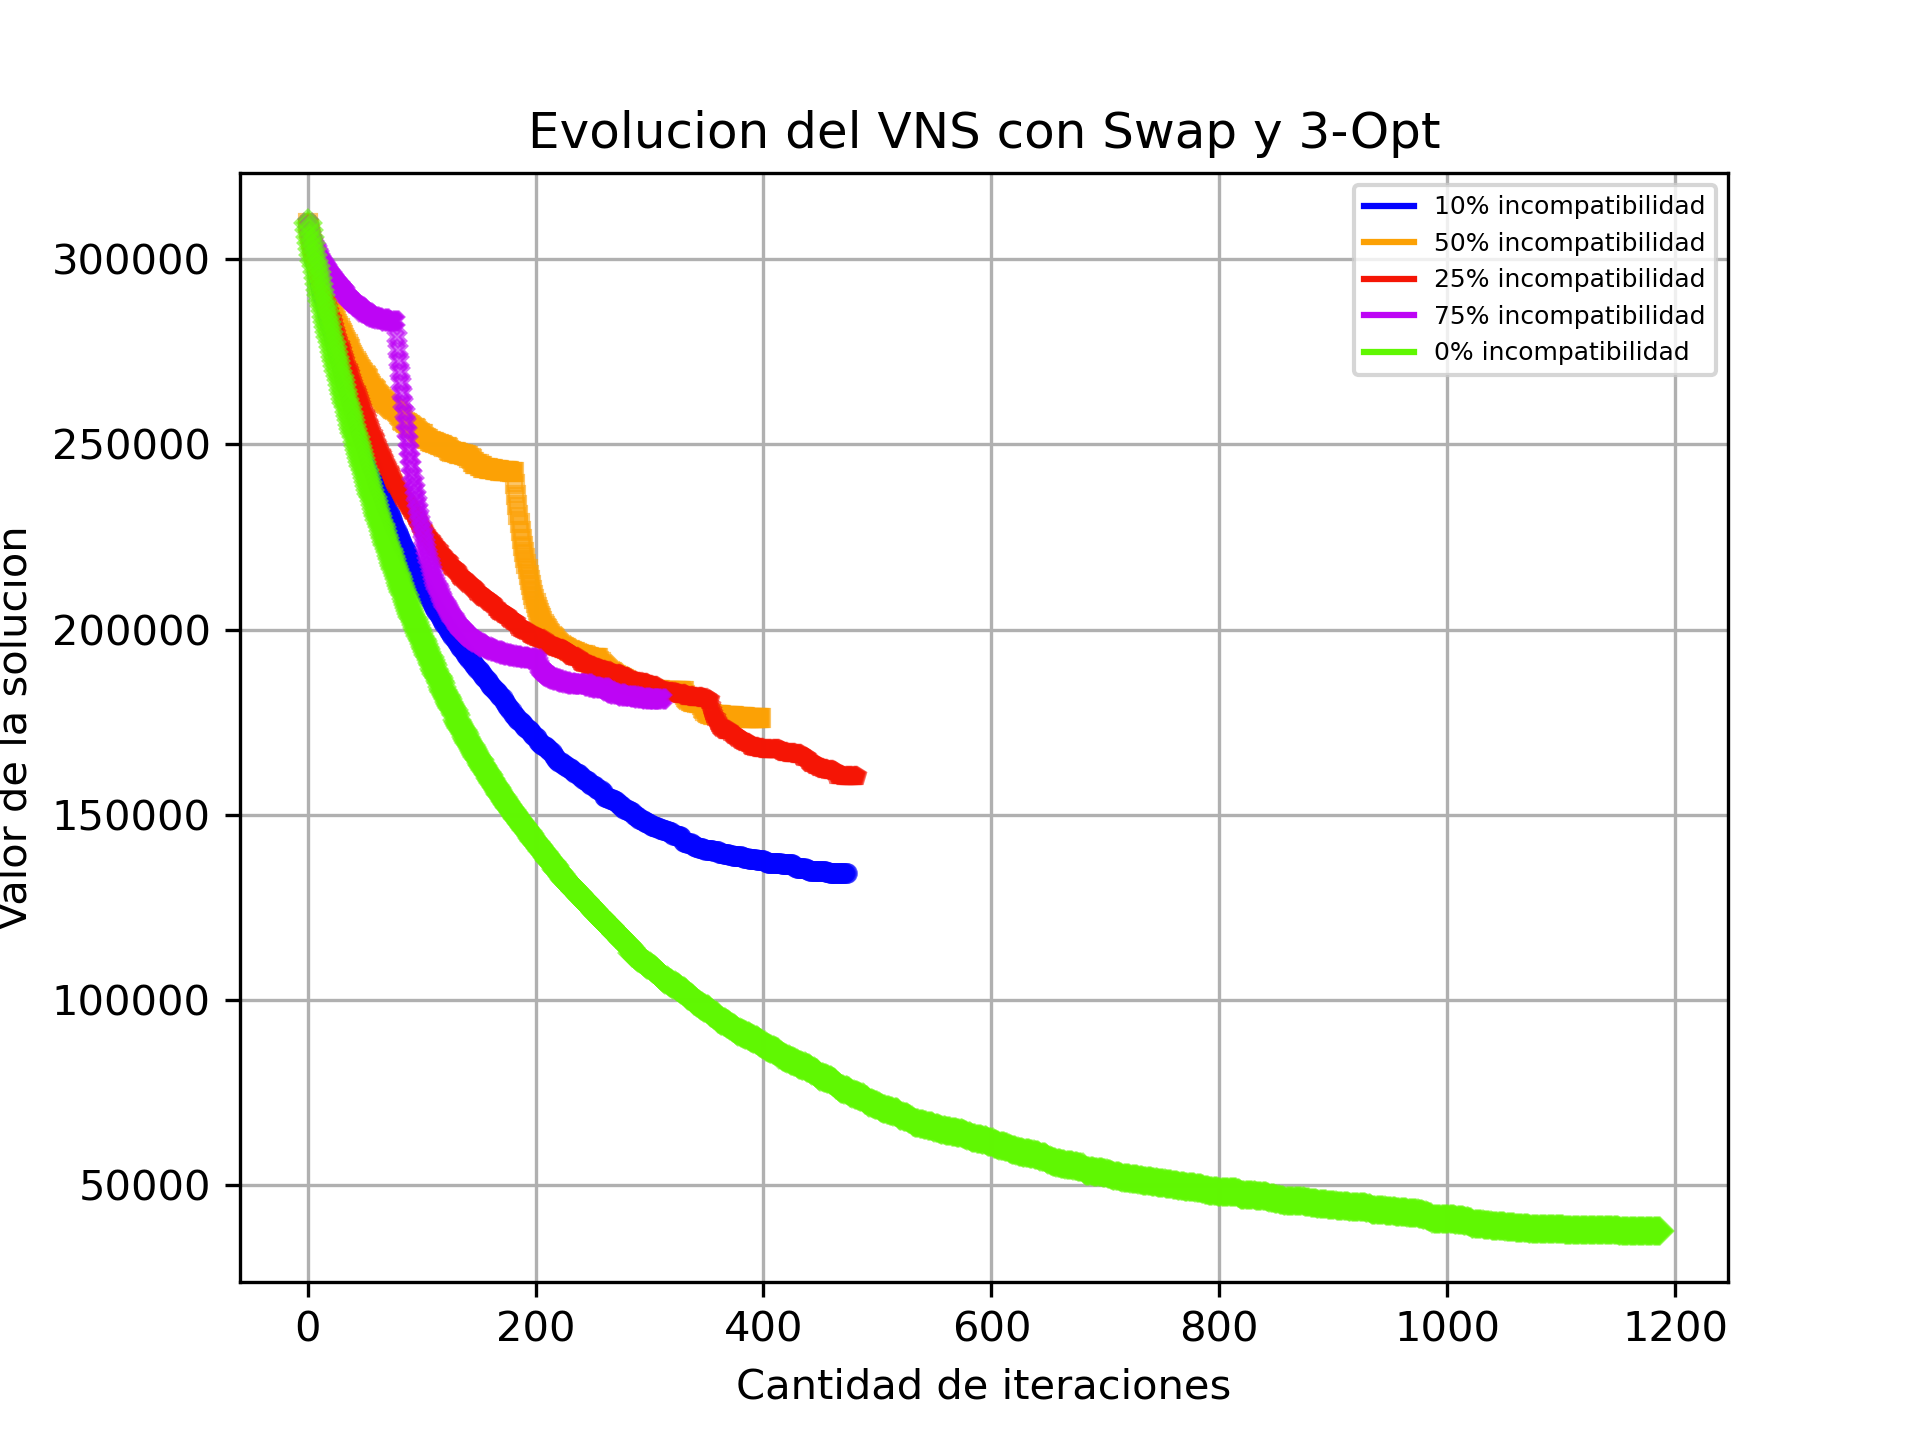 Evolucion del VNS con Swap y 3-Opt
10% incompatibilidad
50% incompatibilidad
25% incompatibilidad
75% incompatibilidad
0% incompatibilidad
Valor de la solucion
300000
250000
200000
150000
100000
50000
0 200 400 600 800 1000 1200
Cantidad de iteraciones